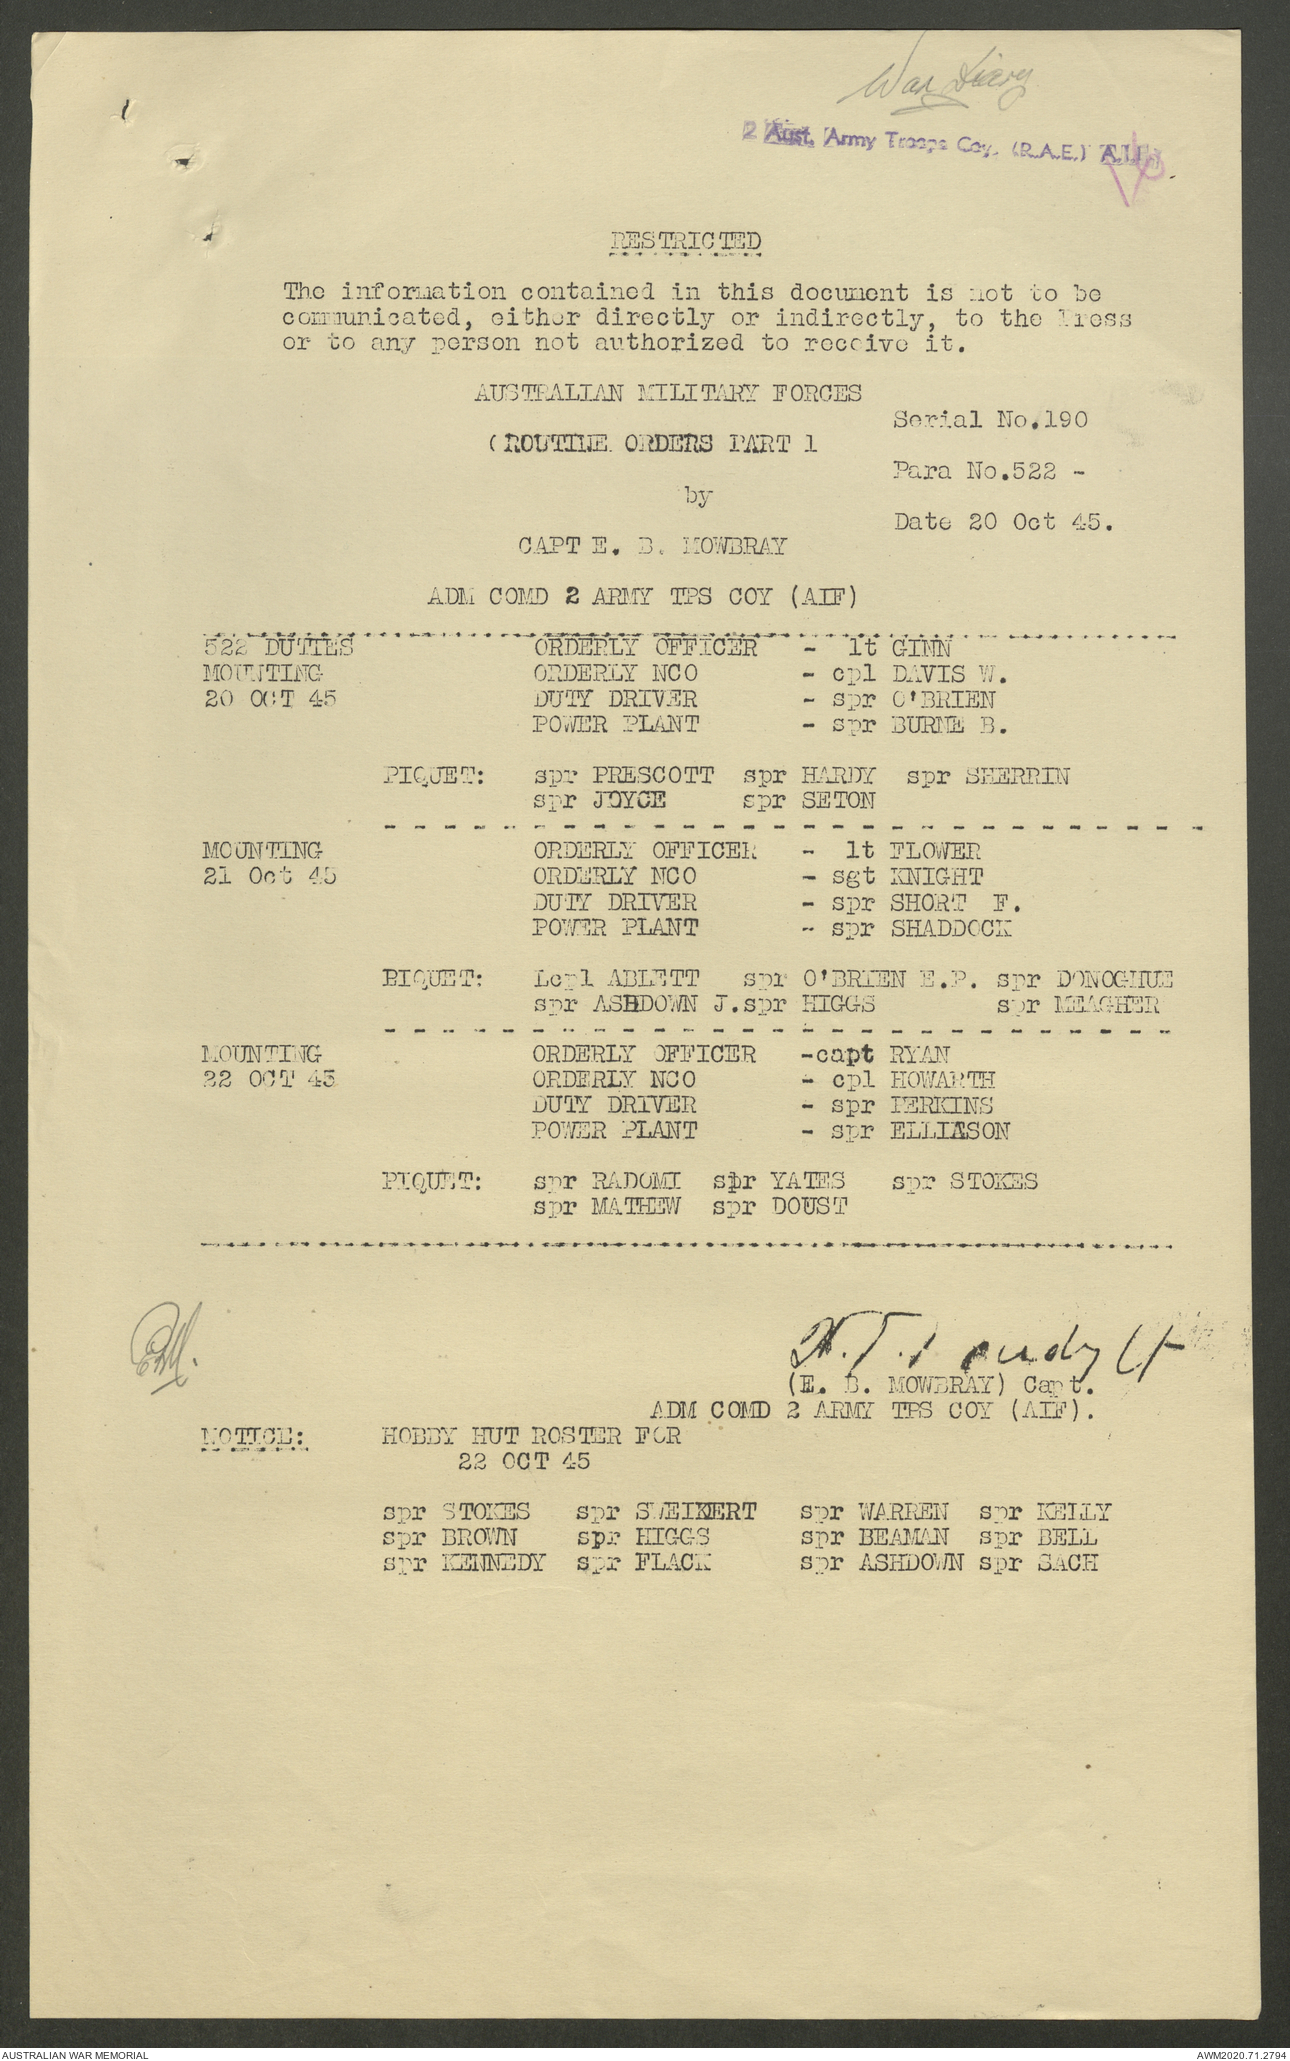 War Diary
2 Aust. Army Troops Coy. (R.A.E.) A.I.F.
RESTRICTED
The information contained in this document is not to be
communicated, either directly or indirectly, to the Press
or to any person not authorized to receive it.
AUSTRALIAN MILITARY FORCES
Serial No.190
(ROUTINE ORDERS PART 1
Para No.522 -
by
Date 20 Oct 45.
CAPT E. B. MOWBRAY
ADM COMD 2 ARMY TPS COY (AIF)
522 DUTIES ORDERLY OFFICER - lt GINN
MOUNTING ORDERLY NCO - cpl DAVIS W.
20 OCT 45 DUTY DRIVER - spr O'BRIEN
POWER PLANT - spr BURNE B.
PIQUET: spr PRESCOTT spr HARDY spr SHERRIN
spr JOYCE spr SETON
MOUNTING ORDERLY OFFICER - lt FLOWER
21 Oct 45 ORDERLY NCO - sgt KNIGHT
DUTY DRIVER - spr SHORT F.
POWER PLANT - spr SHADDOCK
PIQUET: Lcpl ABLETT spr O'BRIEN E.P. spr DONOGHUE
spr ASHDOWN J.spr HIGGS spr MEAGHER
MOUNTING ORDERLY OFFICER -capt RYAN
22 OCT 45 ORDERLY NCO - cpl HOWARTH
DUTY DRIVER - spr PERKINS
POWER PLANT - spr ELLIASON
PIQUET: spr RADOMI spr YATES spr STOKES
spr MATHEW spr DOUST
EBM.
Lt
(E. B. MOWBRAY) Capt.
ADM COMD 2 ARMY TPS COY (AIF).
NOTICE: HOBBY HUT ROSTER FOR
22 OCT 45
spr STOKES spr SWEIKERT spr WARREN spr KELLY
spr BROWN spr HIGGS spr BEAMAN spr BELL
spr KENNEDY spr FLACK spr ASHDOWN spr SACH
AUSTRALIAN WAR MEMORIAL
AWM2020.71.2794